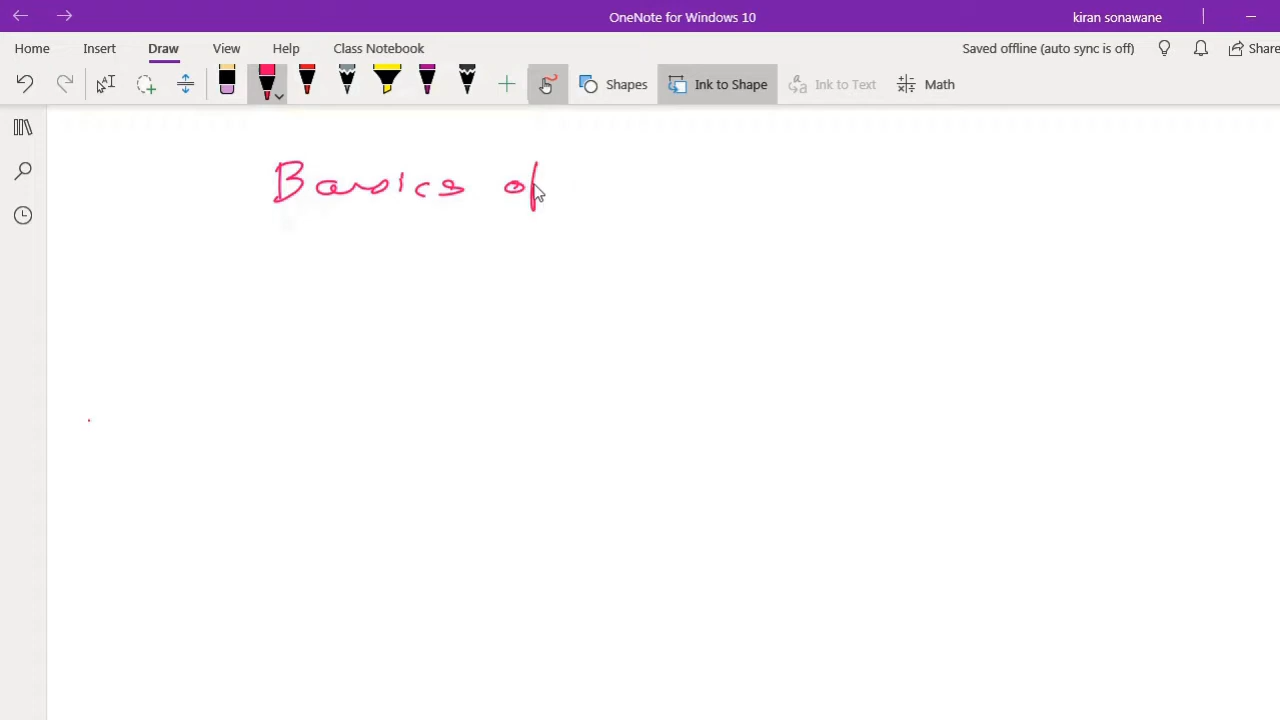 OneNote for Windows 10
kiran sonawane
Home Insert Draw View Help Class Notebook
Saved offline (auto sync is off)
Share
Shapes Ink to Shape Ink to Text Math
Basics of